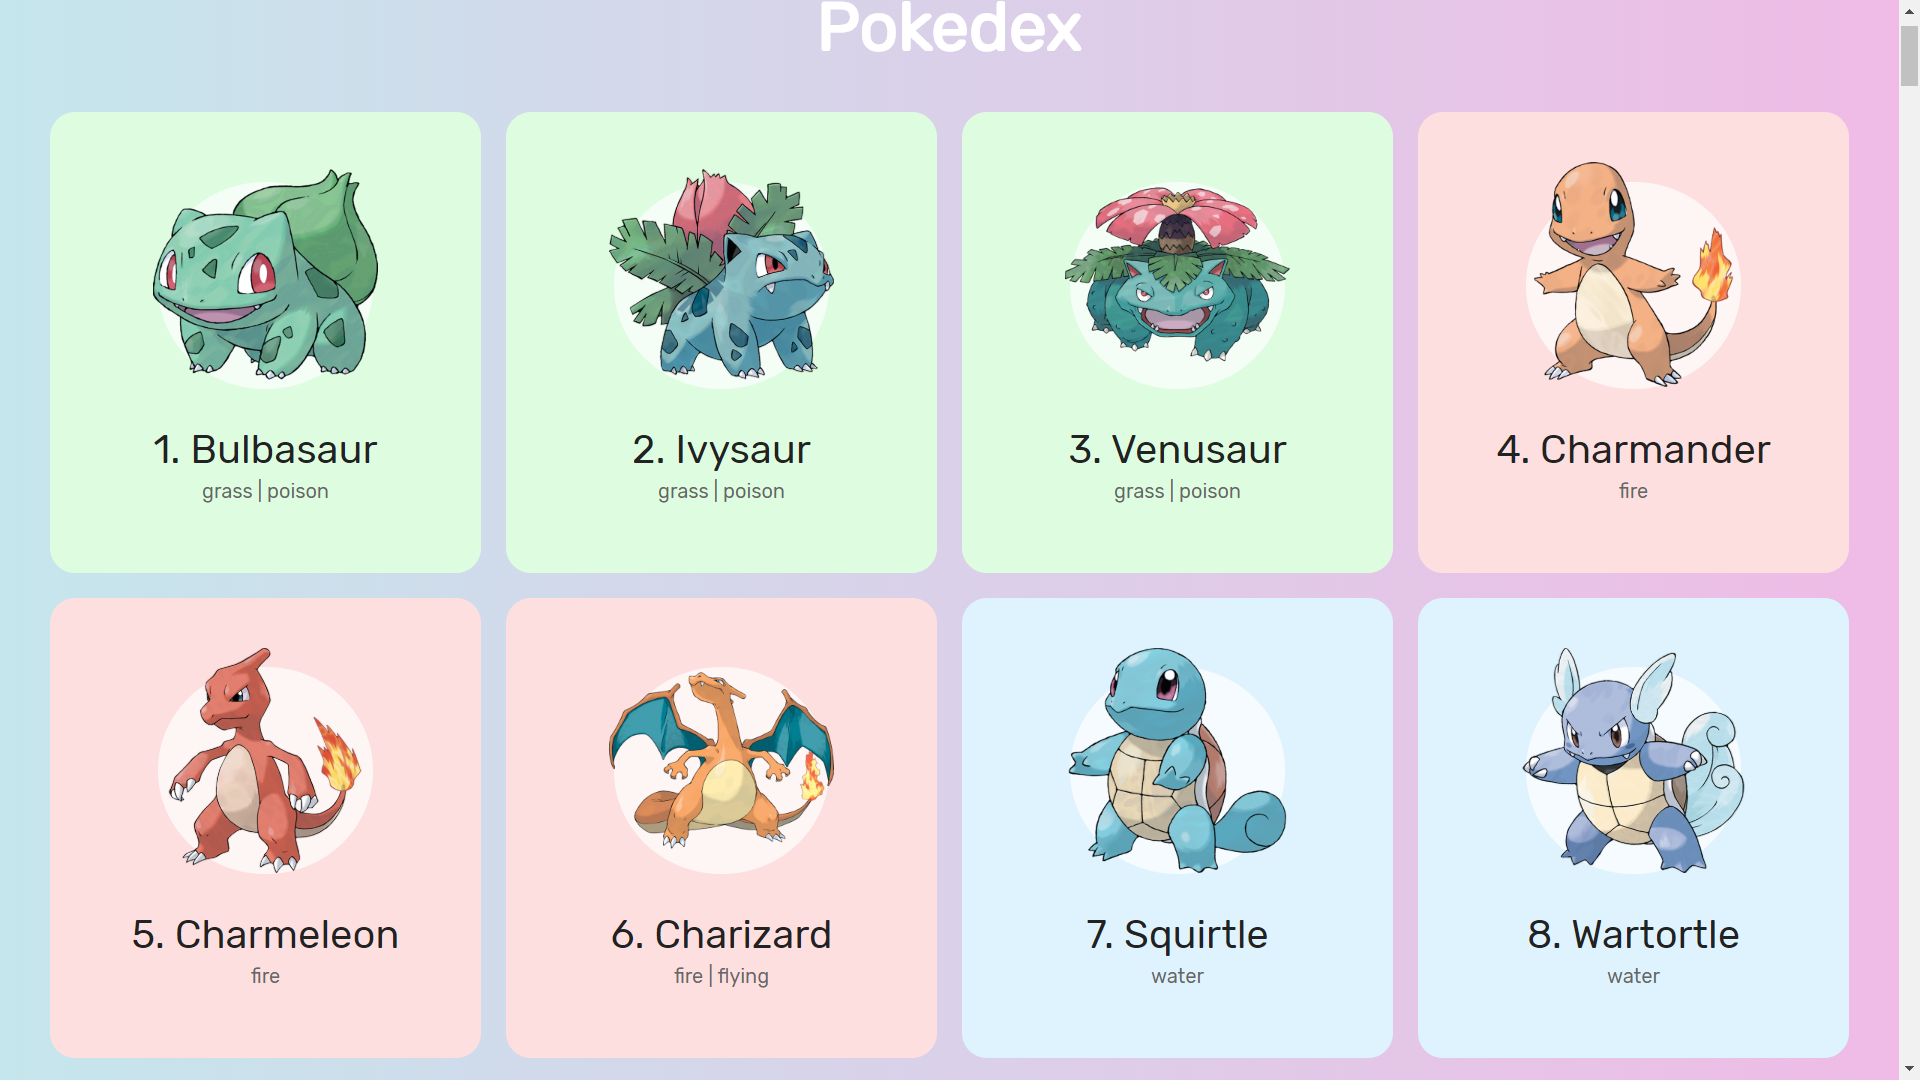 Pokedex
1. Bulbasaur
grass | poison
2. Ivysaur
grass | poison
3. Venusaur
grass | poison
4. Charmander
fire
5. Charmeleon
fire
6. Charizard
fire | flying
7. Squirtle
water
8. Wartortle
water